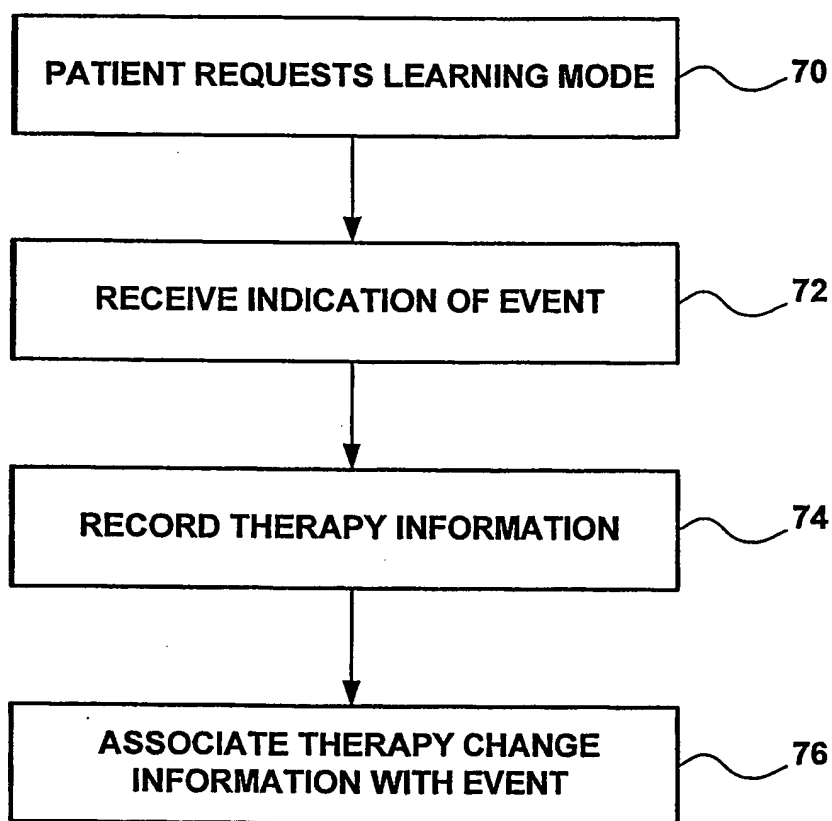 PATIENT REQUESTS LEARNING MODE
70
RECEIVE INDICATION OF EVENT
72
RECORD THERAPY INFORMATION
74
ASSOCIATE THERAPY CHANGE
INFORMATION WITH EVENT
76